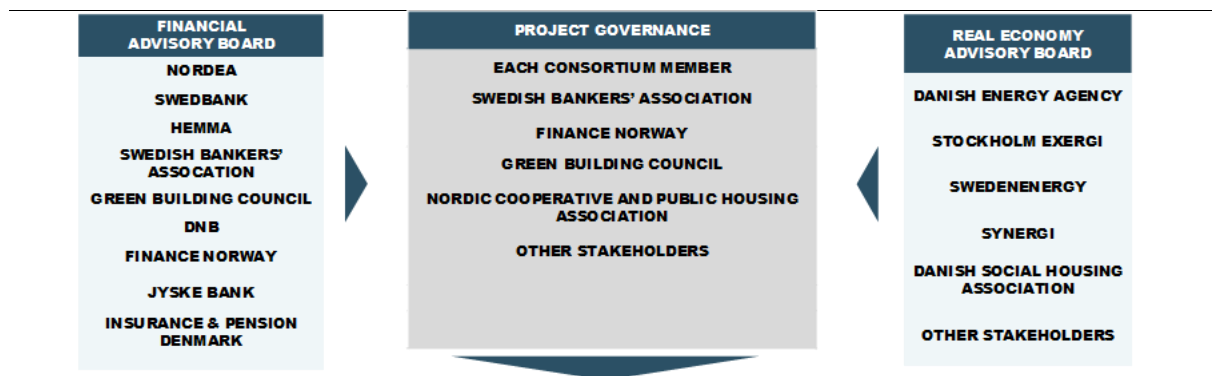 FINANCIAL
ADVISORY BOARD
NORDEA
SWEDBANK
HEMMA
SWEDISH BANKERS'
ASSOCATION
GREEN BUILDING COUNCIL
DNB
FINANCE NORWAY
JYSKE BANK
INSURANCE & PENSION
DENMARK
PROJECT GOVERNANCE
EACH CONSORTIUM MEMBER
SWEDISH BANKERS' ASSOCIATION
FINANCE NORWAY
GREEN BUILDING COUNCIL
NORDIC COOPERATIVE AND PUBLIC HOUSING
ASSOCIATION
OTHER STAKEHOLDERS
REAL ECONOMY
ADVISORY BOARD
DANISH ENERGY AGENCY
STOCKHOLM EXERGI
SWEDENENERGY
SYNERGI
DANISH SOCIAL HOUSING
ASSOCIATION
OTHER STAKEHOLDERS